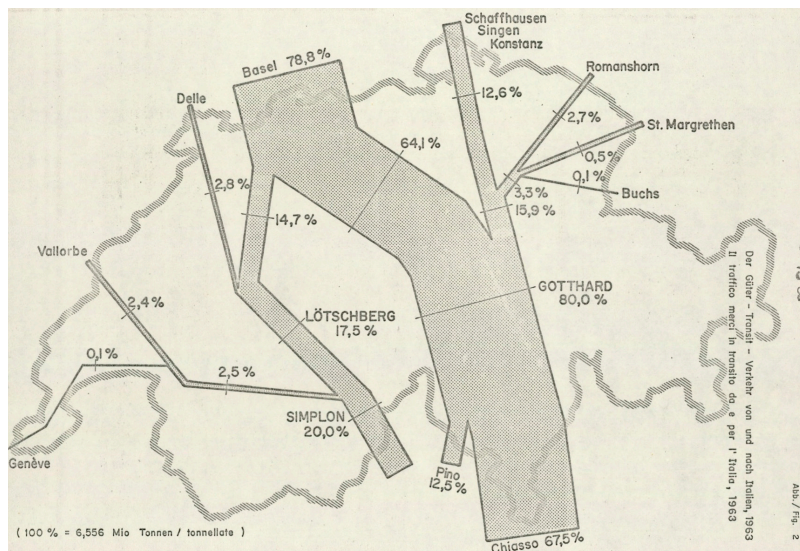 Schaffhausen
Singen
Konstanz
Basel 78,8 %
Romanshorn
Delle
12,6 %
2,7 %
St. Margrethen
64,1 %
0,5 %
0,1 %
2,8 %
3,3 %
Buchs
14,7 %
15,9 %
Vallorbe
GOTTHARD
80,0 %
2,4 %
LÖTSCHBERG
17,5 %
0,1 %
2,5 %
SIMPLON
20,0 %
Genève
Pino
12,5 %
Chiasso 67,5 %
( 100 % = 6,556 Mio Tonnen / tonnellate )
Der Güter - Transit - Verkehr von und nach Italien, 1963
Il traffico merci in transito da e per l' Italia, 1963
Abb. / Fig. 2